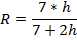 R = (7 * h) / (7 + 2h)